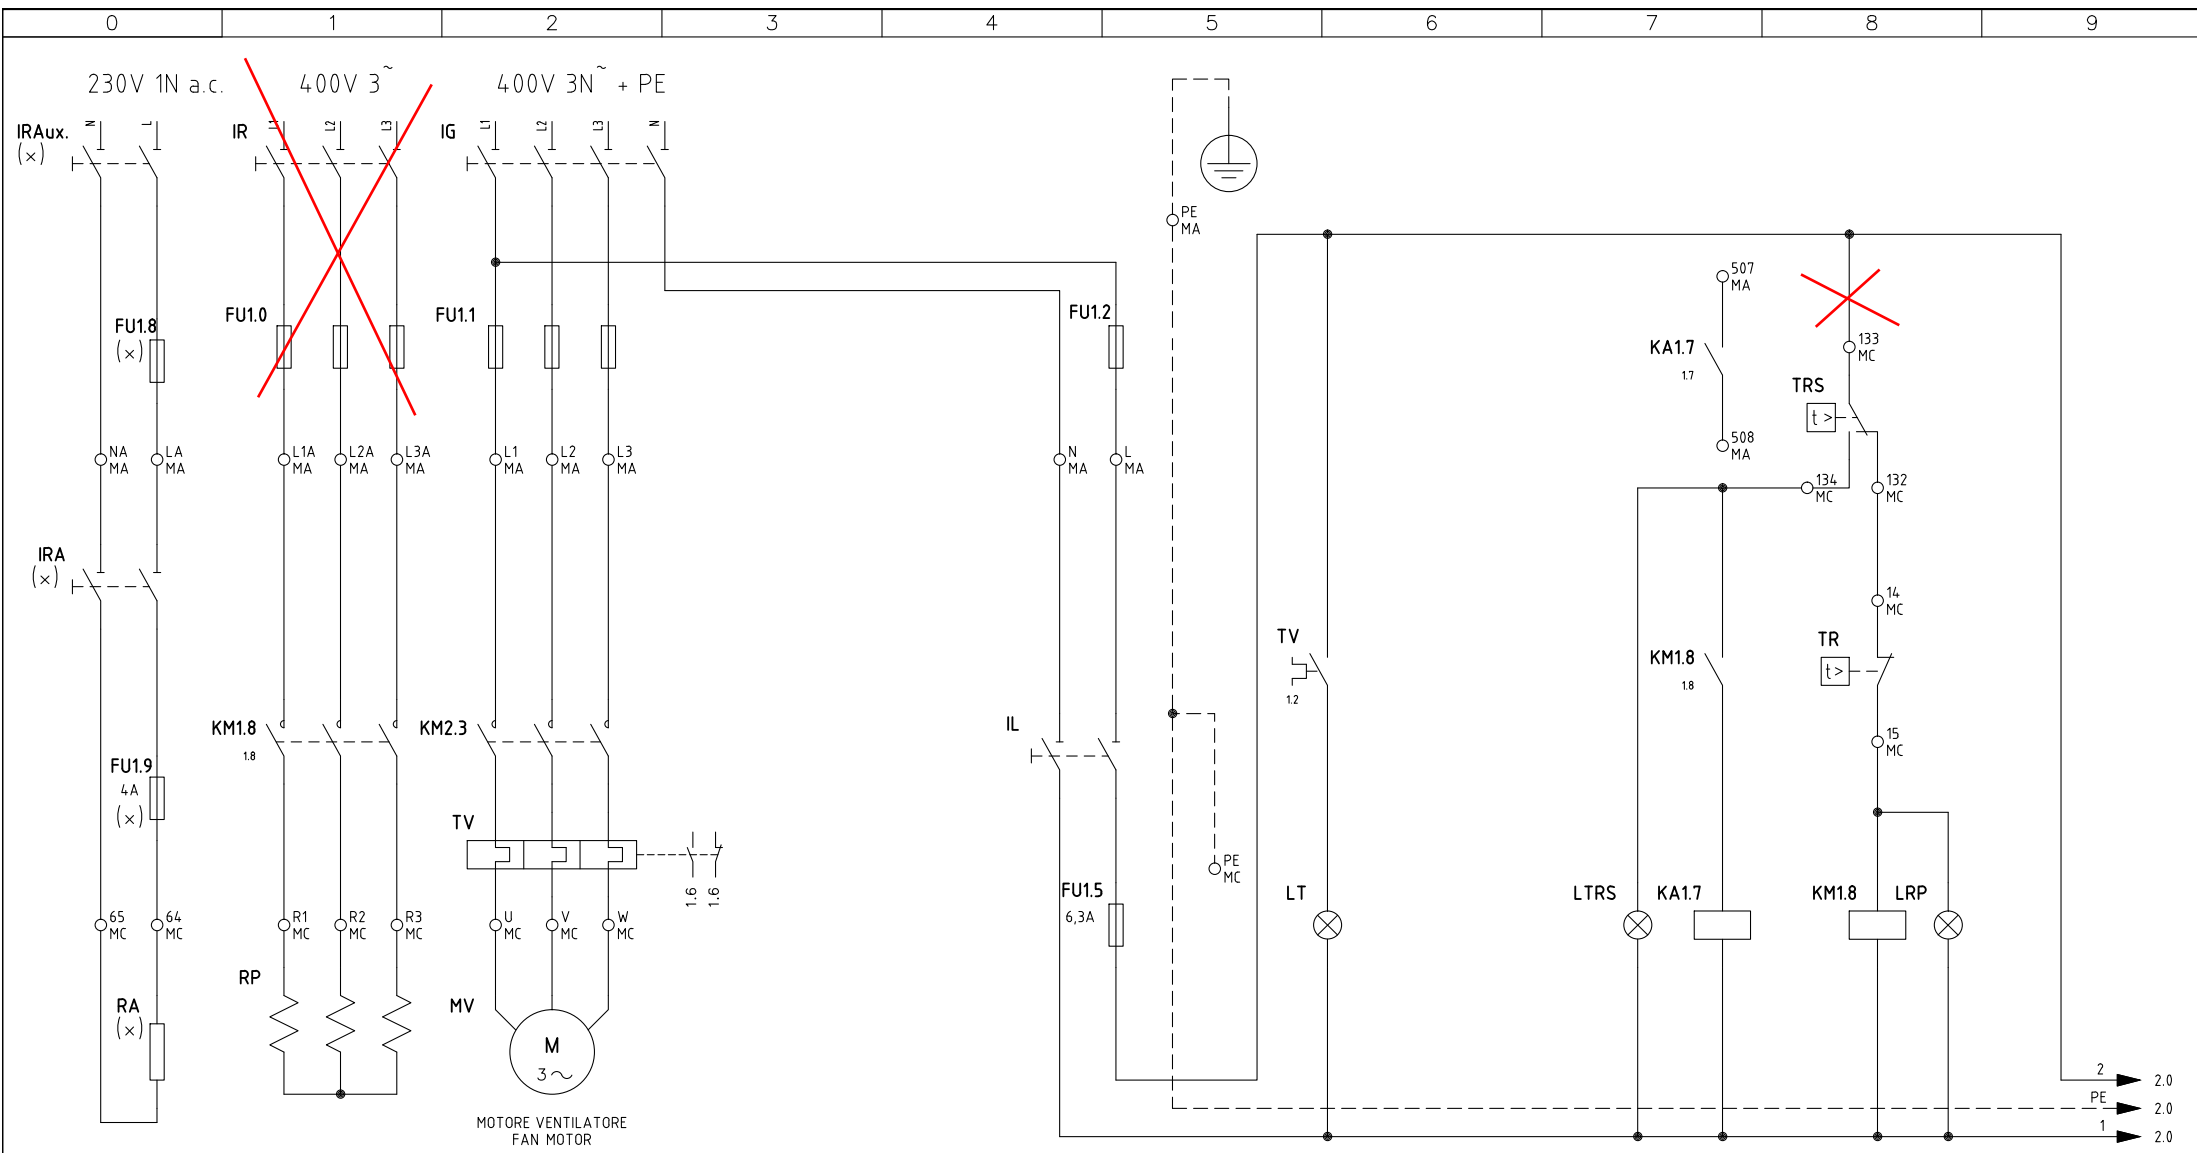 0 1 2 3 4 5 6 7 8 9
230V 1N a.c.
400V 3~
400V 3N~ + PE
IRAux.
(x)
N
L
IR
L1
L2
L3
IG
L1
L2
L3
N
PE
MA
507
MA
FU1.8
(x)
FU1.0
FU1.1
FU1.2
KA1.7
1.7
133
MC
TRS
t>
NA
MA
LA
MA
L1A
MA
L2A
MA
L3A
MA
L1
MA
L2
MA
L3
MA
N
MA
L
MA
508
MA
134
MC
132
MC
IRA
(x)
14
MC
TV
1.2
KM1.8
1.8
TR
t>
KM1.8
1.8
KM2.3
IL
15
MC
FU1.9
4A
(x)
TV
1.6
1.6
PE
MC
FU1.5
6,3A
LT
LTRS
KA1.7
KM1.8
LRP
65
MC
64
MC
R1
MC
R2
MC
R3
MC
U
MC
V
MC
W
MC
RP
RA
(x)
MV
M
3~
MOTORE VENTILATORE
FAN MOTOR
2
2.0
PE
2.0
1
2.0